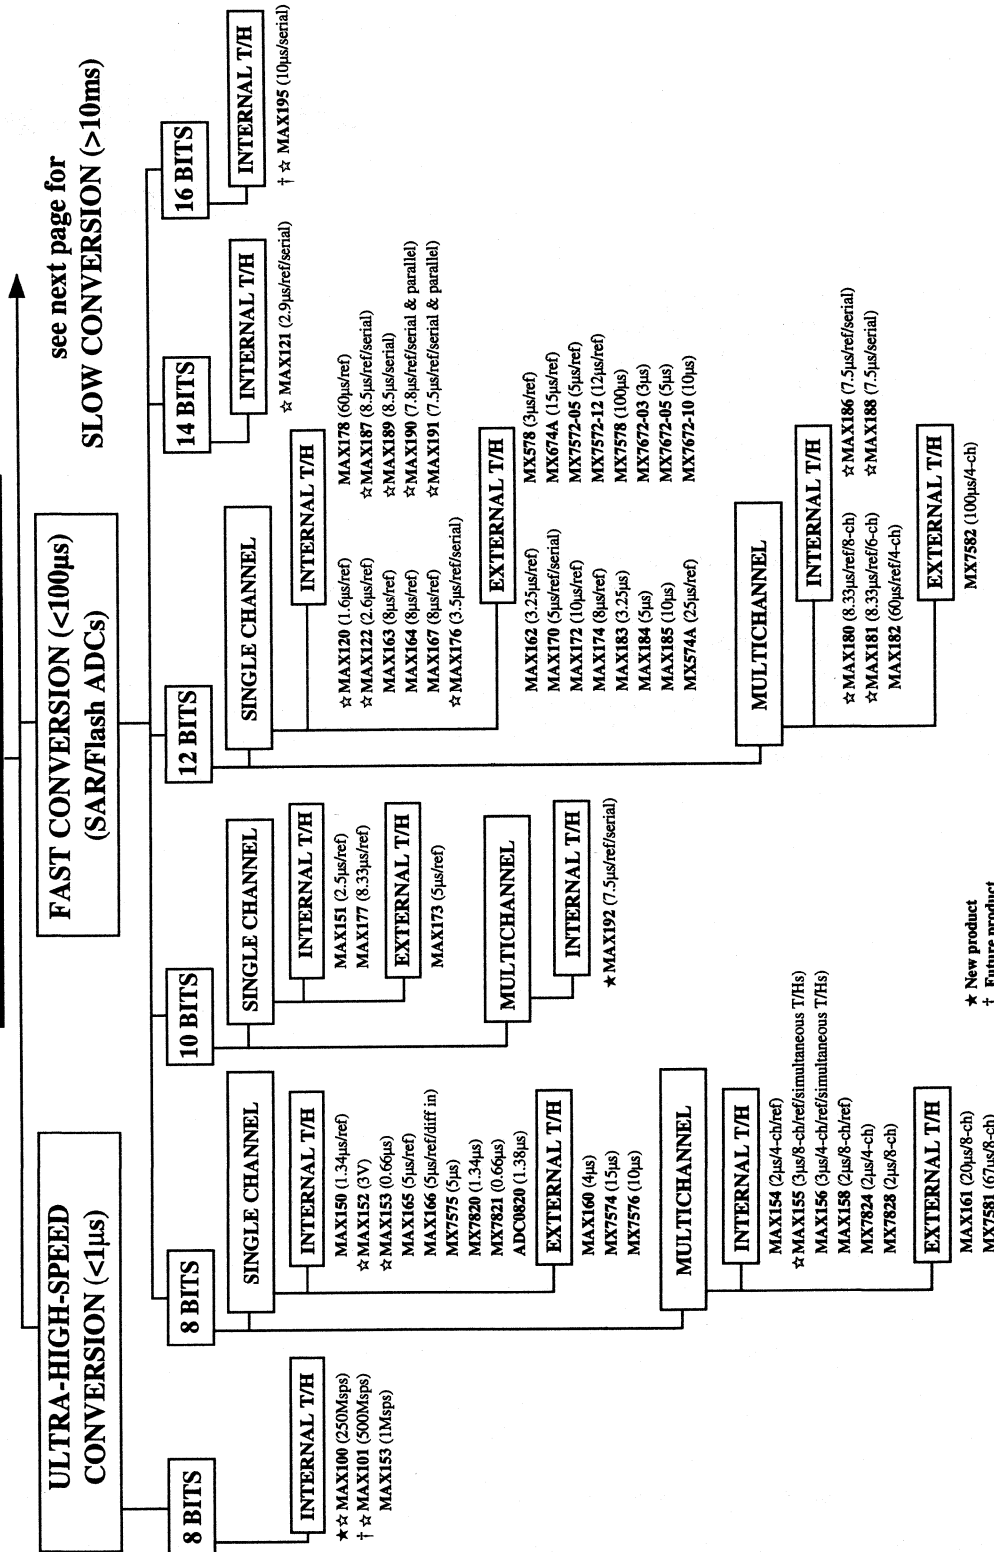 see next page for
SLOW CONVERSION (>10ms)
ULTRA-HIGH-SPEED
CONVERSION (<1μs)
8 BITS
INTERNAL T/H
★☆ MAX100 (250Msps)
† ☆ MAX101 (500Msps)
MAX153 (1Msps)
FAST CONVERSION (<100μs)
(SAR/Flash ADCs)
8 BITS
SINGLE CHANNEL
INTERNAL T/H
MAX150 (1.34μs/ref)
☆ MAX152 (3V)
☆ MAX153 (0.66μs)
MAX165 (5μs/ref)
MAX166 (5μs/ref/diff in)
MX7575 (5μs)
MX7820 (1.34μs)
MX7821 (0.66μs)
ADC0820 (1.38μs)
EXTERNAL T/H
MAX160 (4μs)
MX7574 (15μs)
MX7576 (10μs)
MULTICHANNEL
INTERNAL T/H
MAX154 (2μs/4-ch/ref)
☆ MAX155 (3μs/8-ch/ref/simultaneous T/Hs)
MAX156 (3μs/4-ch/ref/simultaneous T/Hs)
MAX158 (2μs/8-ch/ref)
MX7824 (2μs/4-ch)
MX7828 (2μs/8-ch)
EXTERNAL T/H
MAX161 (20μs/8-ch)
MX7581 (67μs/8-ch)
10 BITS
SINGLE CHANNEL
INTERNAL T/H
MAX151 (2.5μs/ref)
MAX177 (8.33μs/ref)
EXTERNAL T/H
MAX173 (5μs/ref)
MULTICHANNEL
INTERNAL T/H
★ MAX192 (7.5μs/ref/serial)
12 BITS
SINGLE CHANNEL
INTERNAL T/H
☆ MAX120 (1.6μs/ref)
☆ MAX122 (2.6μs/ref)
MAX163 (8μs/ref)
MAX164 (8μs/ref)
MAX167 (8μs/ref)
☆ MAX176 (3.5μs/ref/serial)
MAX178 (60μs/ref)
☆ MAX187 (8.5μs/ref/serial)
☆ MAX189 (8.5μs/serial)
☆ MAX190 (7.8μs/ref/serial & parallel)
☆ MAX191 (7.5μs/ref/serial & parallel)
EXTERNAL T/H
MAX162 (3.25μs/ref)
MAX170 (5μs/ref/serial)
MAX172 (10μs/ref)
MAX174 (8μs/ref)
MAX183 (3.25μs)
MAX184 (5μs)
MAX185 (10μs)
MX574A (25μs/ref)
MX578 (3μs/ref)
MX674A (15μs/ref)
MX7572-05 (5μs/ref)
MX7572-12 (12μs/ref)
MX7578 (100μs)
MX7672-03 (3μs)
MX7672-05 (5μs)
MX7672-10 (10μs)
MULTICHANNEL
INTERNAL T/H
☆ MAX180 (8.33μs/ref/8-ch)
☆ MAX181 (8.33μs/ref/6-ch)
MAX182 (60μs/ref/4-ch)
☆ MAX186 (7.5μs/ref/serial)
☆ MAX188 (7.5μs/serial)
EXTERNAL T/H
MX7582 (100μs/4-ch)
14 BITS
INTERNAL T/H
☆ MAX121 (2.9μs/ref/serial)
16 BITS
INTERNAL T/H
† ☆ MAX195 (10μs/serial)
★ New product
† Future product